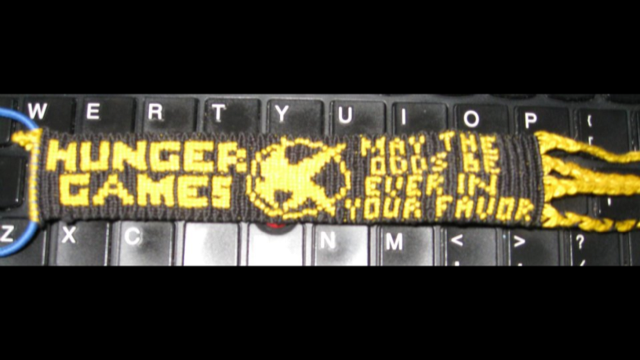 W E R T Y U I O P {
HUNGER
GAMES
MAY THE
ODDS BE
EVER IN
YOUR FAVOR
Z X C N M < > ?